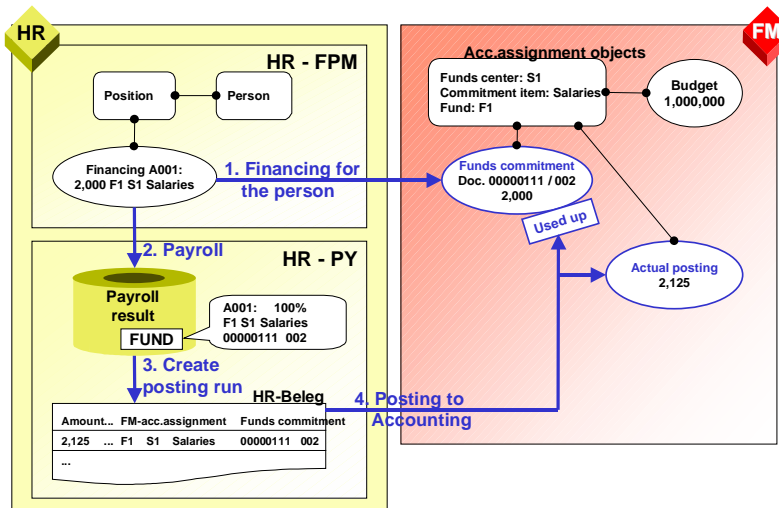 HR
FM
HR - FPM
Position
Person
Financing A001:
2,000 F1 S1 Salaries
1. Financing for
the person
Acc.assignment objects
Funds center: S1
Commitment item: Salaries
Fund: F1
Budget
1,000,000
Funds commitment
Doc. 00000111 / 002
2,000
Used up
Actual posting
2,125
2. Payroll
HR - PY
Payroll
result
FUND
A001: 100%
F1 S1 Salaries
00000111 002
3. Create
posting run
HR-Beleg
4. Posting to
Accounting
Amount... FM-acc.assignment Funds commitment
2,125 ... F1 S1 Salaries 00000111 002
...